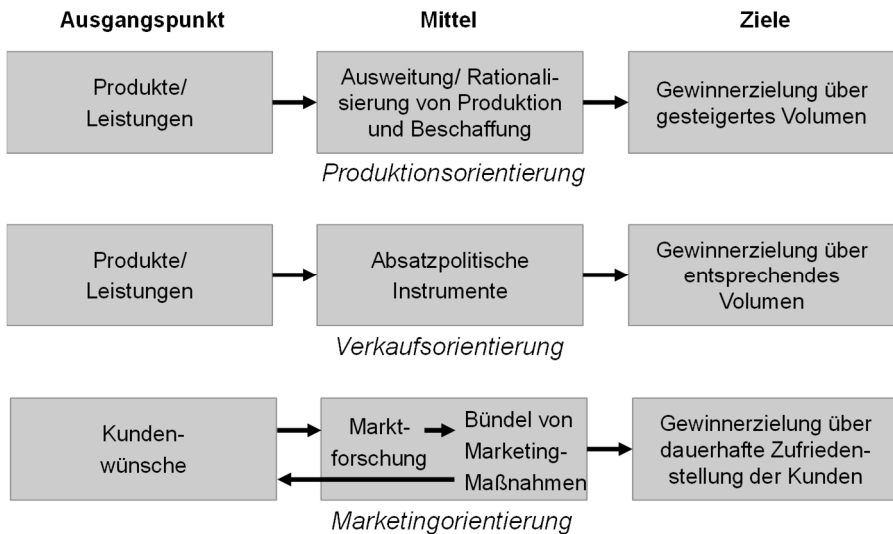 Ausgangspunkt
Mittel
Ziele
Produkte/
Leistungen
Ausweitung/ Rationali-
sierung von Produktion
und Beschaffung
Gewinnerzielung über
gesteigertes Volumen
Produktionsorientierung
Produkte/
Leistungen
Absatzpolitische
Instrumente
Gewinnerzielung über
entsprechendes
Volumen
Verkaufsorientierung
Kunden-
wünsche
Markt-
forschung
Bündel von
Marketing-
Maßnahmen
Gewinnerzielung über
dauerhafte Zufrieden-
stellung der Kunden
Marketingorientierung